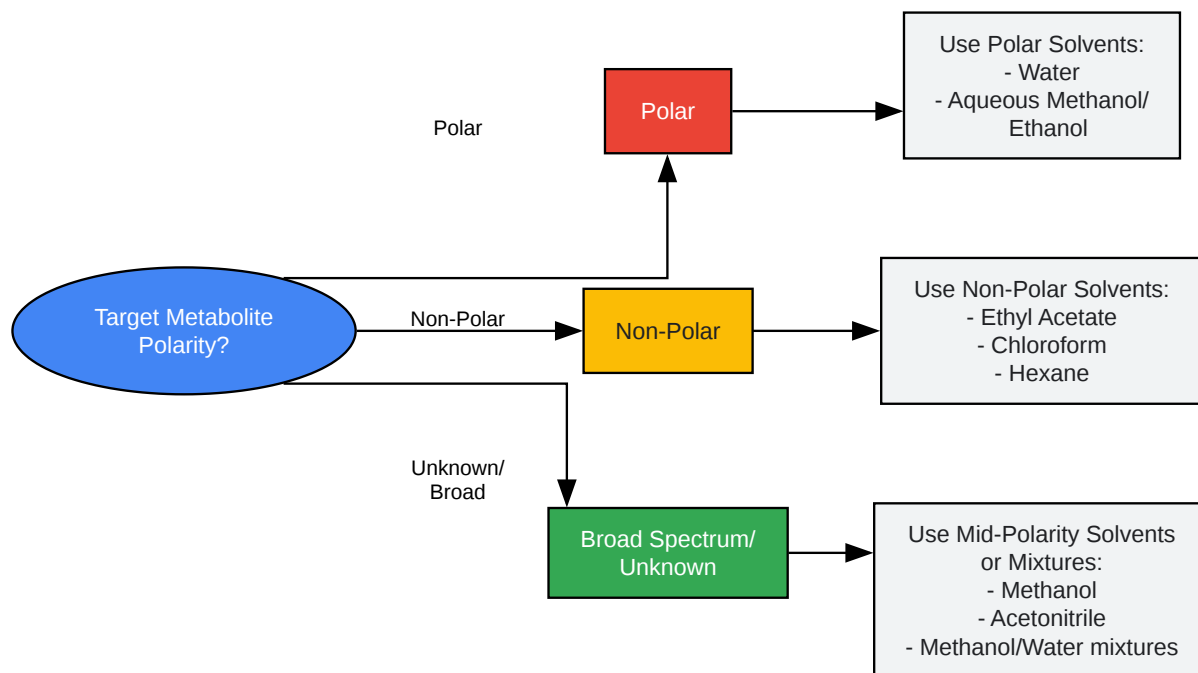 Polar
Polar
Use Polar Solvents:
- Water
- Aqueous Methanol/
Ethanol
Target Metabolite
Polarity?
Non-Polar
Non-Polar
Use Non-Polar Solvents:
- Ethyl Acetate
- Chloroform
- Hexane
Unknown/
Broad
Broad Spectrum/
Unknown
Use Mid-Polarity Solvents
or Mixtures:
- Methanol
- Acetonitrile
- Methanol/Water mixtures